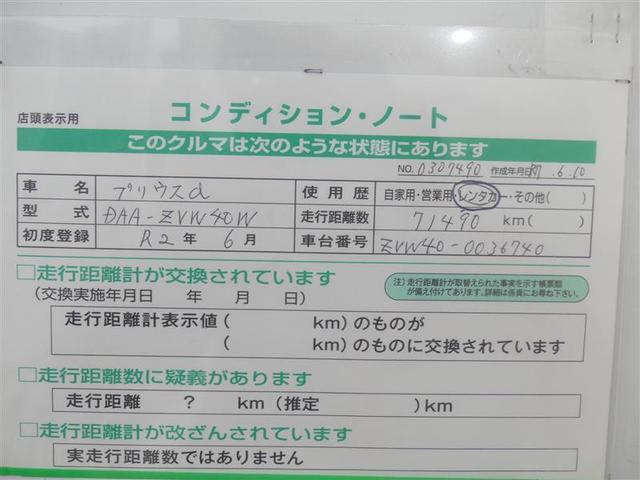 店頭表示用
コンディション・ノート
このクルマは次のような状態にあります
NO. 0307490 作成年月日 R7.6.10
車名 プリウスα 使用歴 自家用・営業用・レンタカー・その他( )
型式 DAA-ZVW40W 走行距離数 71490 km( )
初度登録 R2年6月 車台番号 ZVW40-0036740
□走行距離計が交換されています
(交換実施年月日 年 月 日)
注)走行距離計が取替えられた事実を示す帳票類
が備え付けてあります。詳細は係員にお尋ね下さい。
走行距離計表示値( km)のものが
( km)のものに交換されています
□走行距離数に疑義があります
走行距離 ? km(推定 )km
□走行距離計が改ざんされています
実走行距離数ではありません